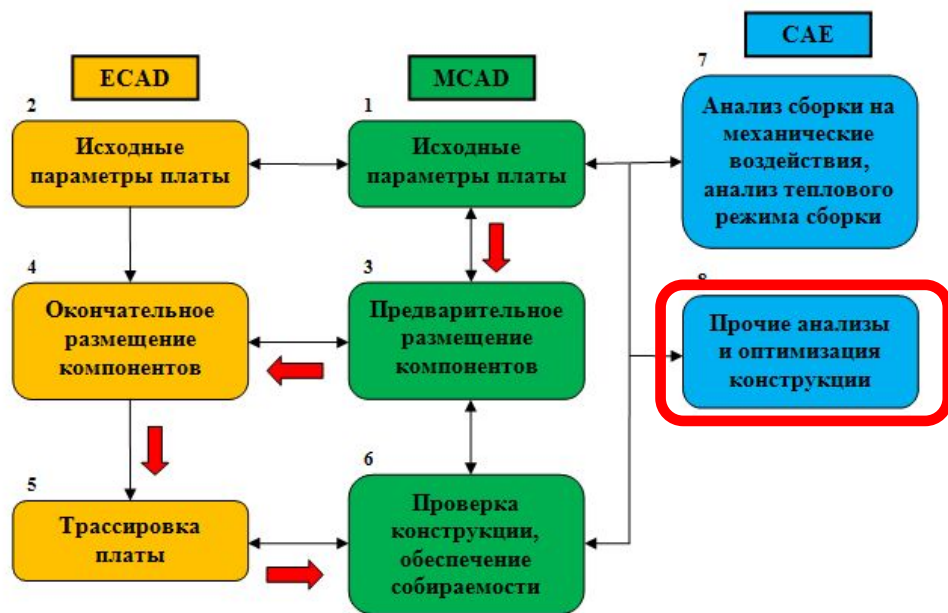 CAE
ECAD
MCAD
7
2
1
Анализ сборки на
механические
воздействия,
анализ теплового
режима сборки
Исходные
параметры платы
Исходные
параметры платы
4
3
8
Окончательное
размещение
компонентов
Предварительное
размещение
компонентов
Прочие анализы
и оптимизация
конструкции
5
6
Трассировка
платы
Проверка
конструкции,
обеспечение
собираемости